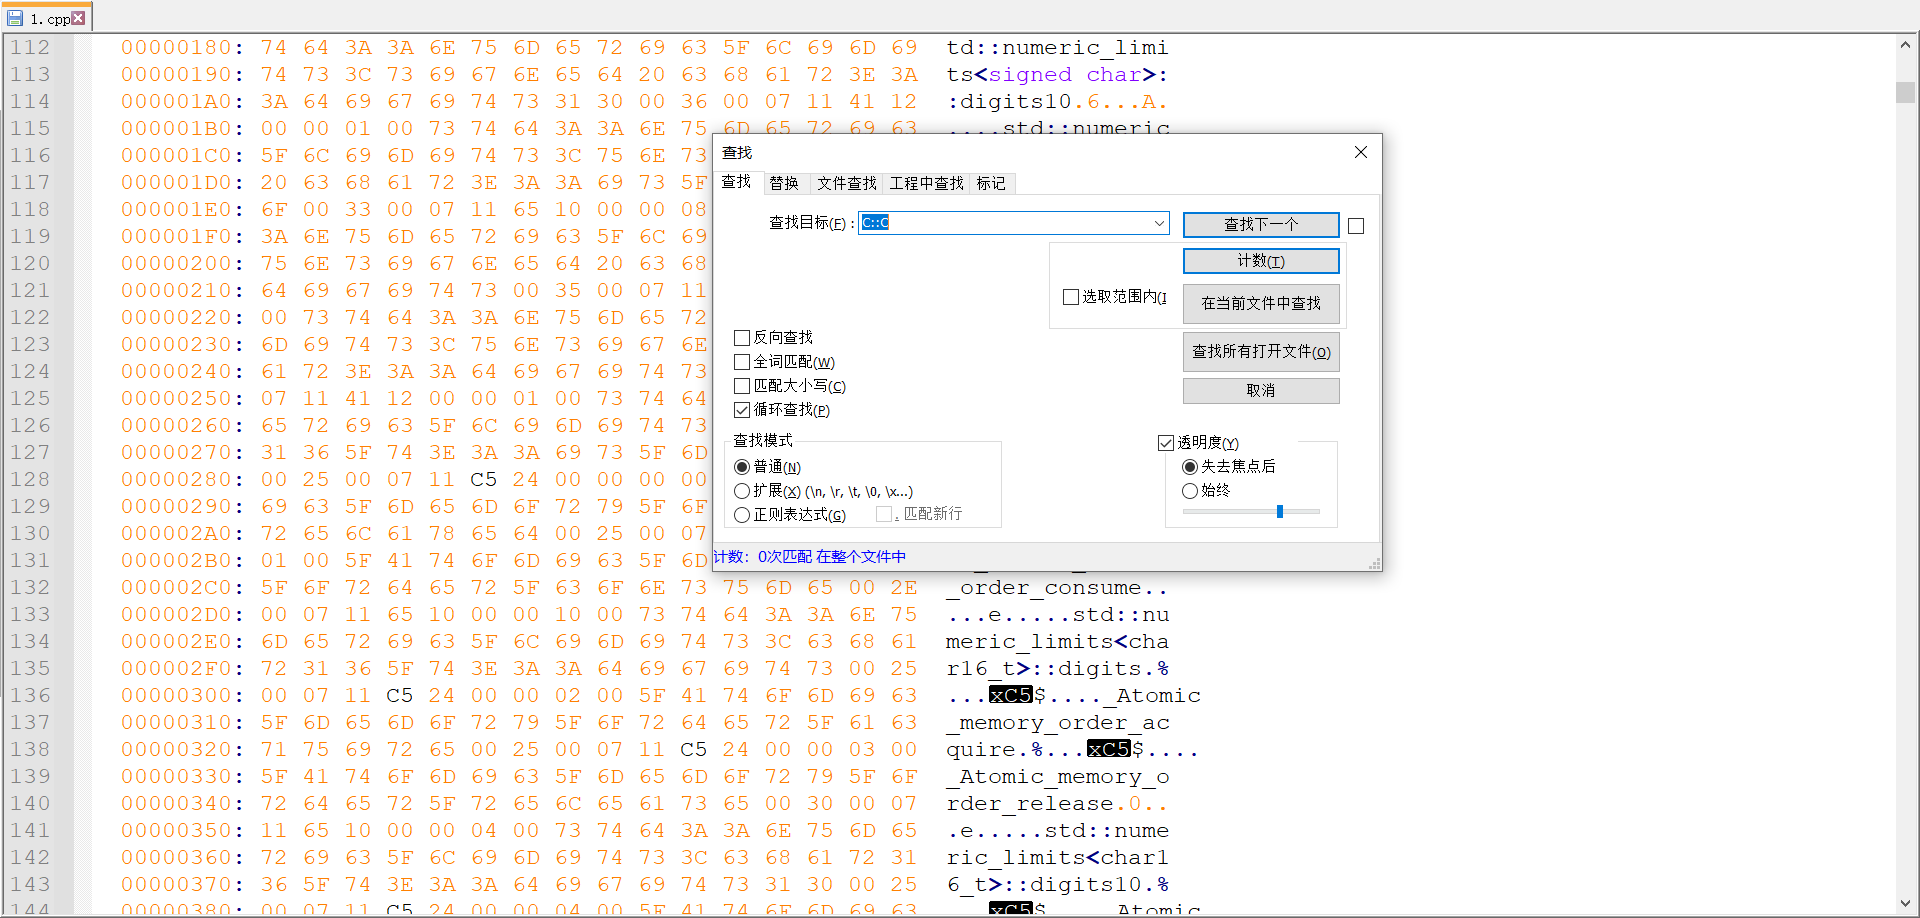 1.cpp
112 00000180: 74 64 3A 3A 6E 75 6D 65 72 69 63 5F 6C 69 6D 69 td::numeric_limi
113 00000190: 74 73 3C 73 69 67 6E 65 64 20 63 68 61 72 3E 3A ts<signed char>:
114 000001A0: 3A 64 69 67 69 74 73 31 30 00 36 00 07 11 41 12 :digits10.6...A.
115 000001B0: 00 00 01 00 73 74 64 3A 3A 6E 75 6D 65 72 69 63 ....std::numeric
116 000001C0: 5F 6C 69 6D 69 74 73 3C 75 6E 73
117 000001D0: 20 63 68 61 72 3E 3A 3A 69 73 5F
118 000001E0: 6F 00 33 00 07 11 65 10 00 00 08
119 000001F0: 3A 6E 75 6D 65 72 69 63 5F 6C 69
120 00000200: 75 6E 73 69 67 6E 65 64 20 63 68
121 00000210: 64 69 67 69 74 73 00 35 00 07 11
122 00000220: 00 73 74 64 3A 3A 6E 75 6D 65 72
123 00000230: 6D 69 74 73 3C 75 6E 73 69 67 6E
124 00000240: 61 72 3E 3A 3A 64 69 67 69 74 73
125 00000250: 07 11 41 12 00 00 01 00 73 74 64
126 00000260: 65 72 69 63 5F 6C 69 6D 69 74 73
127 00000270: 31 36 5F 74 3E 3A 3A 69 73 5F 6D
128 00000280: 00 25 00 07 11 C5 24 00 00 00 00
129 00000290: 69 63 5F 6D 65 6D 6F 72 79 5F 6F
130 000002A0: 72 65 6C 61 78 65 64 00 25 00 07
131 000002B0: 01 00 5F 41 74 6F 6D 69 63 5F 6D
132 000002C0: 5F 6F 72 64 65 72 5F 63 6F 6E 73 75 6D 65 00 2E _order_consume..
133 000002D0: 00 07 11 65 10 00 00 10 00 73 74 64 3A 3A 6E 75 ...e.....std::nu
134 000002E0: 6D 65 72 69 63 5F 6C 69 6D 69 74 73 3C 63 68 61 meric_limits<cha
135 000002F0: 72 31 36 5F 74 3E 3A 3A 64 69 67 69 74 73 00 25 r16_t>::digits.%
136 00000300: 00 07 11 C5 24 00 00 02 00 5F 41 74 6F 6D 69 63 ...xC5$...._Atomic
137 00000310: 5F 6D 65 6D 6F 72 79 5F 6F 72 64 65 72 5F 61 63 _memory_order_ac
138 00000320: 71 75 69 72 65 00 25 00 07 11 C5 24 00 00 03 00 quire.%...xC5$....
139 00000330: 5F 41 74 6F 6D 69 63 5F 6D 65 6D 6F 72 79 5F 6F _Atomic_memory_o
140 00000340: 72 64 65 72 5F 72 65 6C 65 61 73 65 00 30 00 07 rder_release.0..
141 00000350: 11 65 10 00 00 04 00 73 74 64 3A 3A 6E 75 6D 65 .e.....std::nume
142 00000360: 72 69 63 5F 6C 69 6D 69 74 73 3C 63 68 61 72 31 ric_limits<char1
143 00000370: 36 5F 74 3E 3A 3A 64 69 67 69 74 73 31 30 00 25 6_t>::digits10.%
144 00000380: 00 07 11 C5 24 00 00 04 00 5F 41 74 6F 6D 69 63 ...xC5$...._Atomic
查找
查找 替换 文件查找 工程中查找 标记
查找目标(F) : C::C
查找下一个
计数(T)
选取范围内(I
在当前文件中查找
查找所有打开文件(O)
取消
反向查找
全词匹配(W)
匹配大小写(C)
循环查找(P)
查找模式
普通(N)
扩展(X) (\n, \r, \t, \0, \x...)
正则表达式(G)
. 匹配新行
透明度(Y)
失去焦点后
始终
计数: 0次匹配 在整个文件中